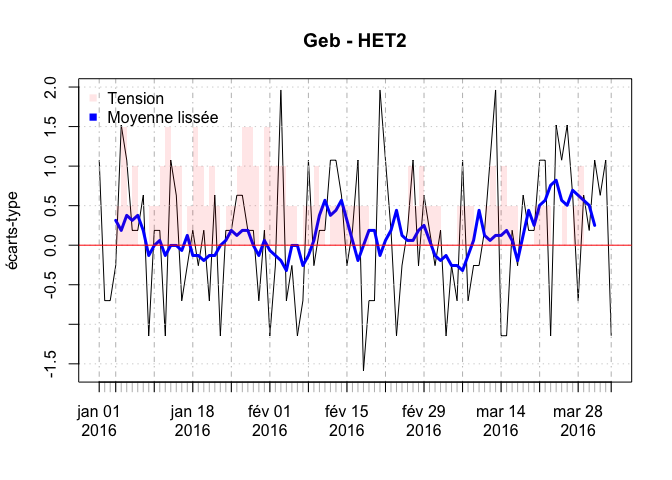 Geb - HET2
Tension
Moyenne lissée
écarts-type
2.0
1.5
1.0
0.5
0.0
-0.5
-1.5
jan 01 jan 18 fév 01 fév 15 fév 29 mar 14 mar 28
2016 2016 2016 2016 2016 2016 2016